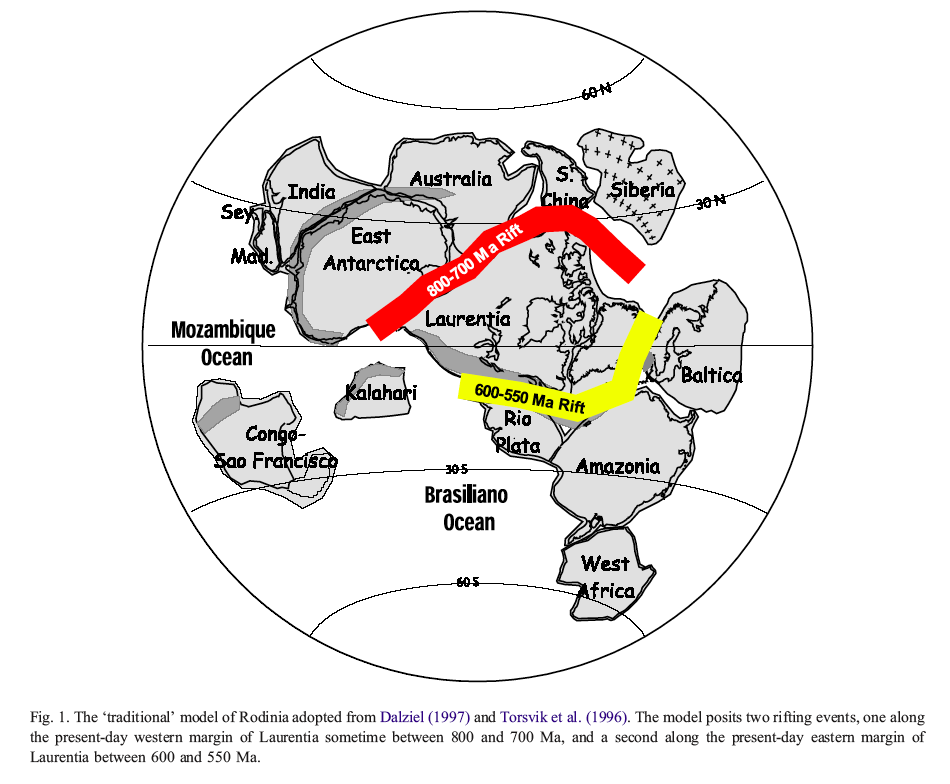 60 N
Australia
S.
China
Siberia
India
30 N
Sey.
East
Antarctica
Mad.
800-700 Ma Rift
Laurentia
Mozambique
Ocean
Baltica
Kalahari
600-550 Ma Rift
Rio
Plata
Congo-
Sao Francisco
Amazonia
30 S
Brasiliano
Ocean
West
Africa
60 S
Fig. 1. The ‘traditional’ model of Rodinia adopted from Dalziel (1997) and Torsvik et al. (1996). The model posits two rifting events, one along
the present-day western margin of Laurentia sometime between 800 and 700 Ma, and a second along the present-day eastern margin of
Laurentia between 600 and 550 Ma.